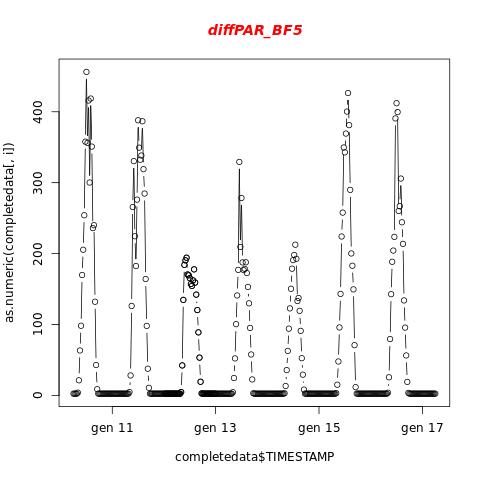 diffPAR_BF5
as.numeric(completedata[, i])
400
300
200
100
0
gen 11
gen 13
gen 15
gen 17
completedata$TIMESTAMP